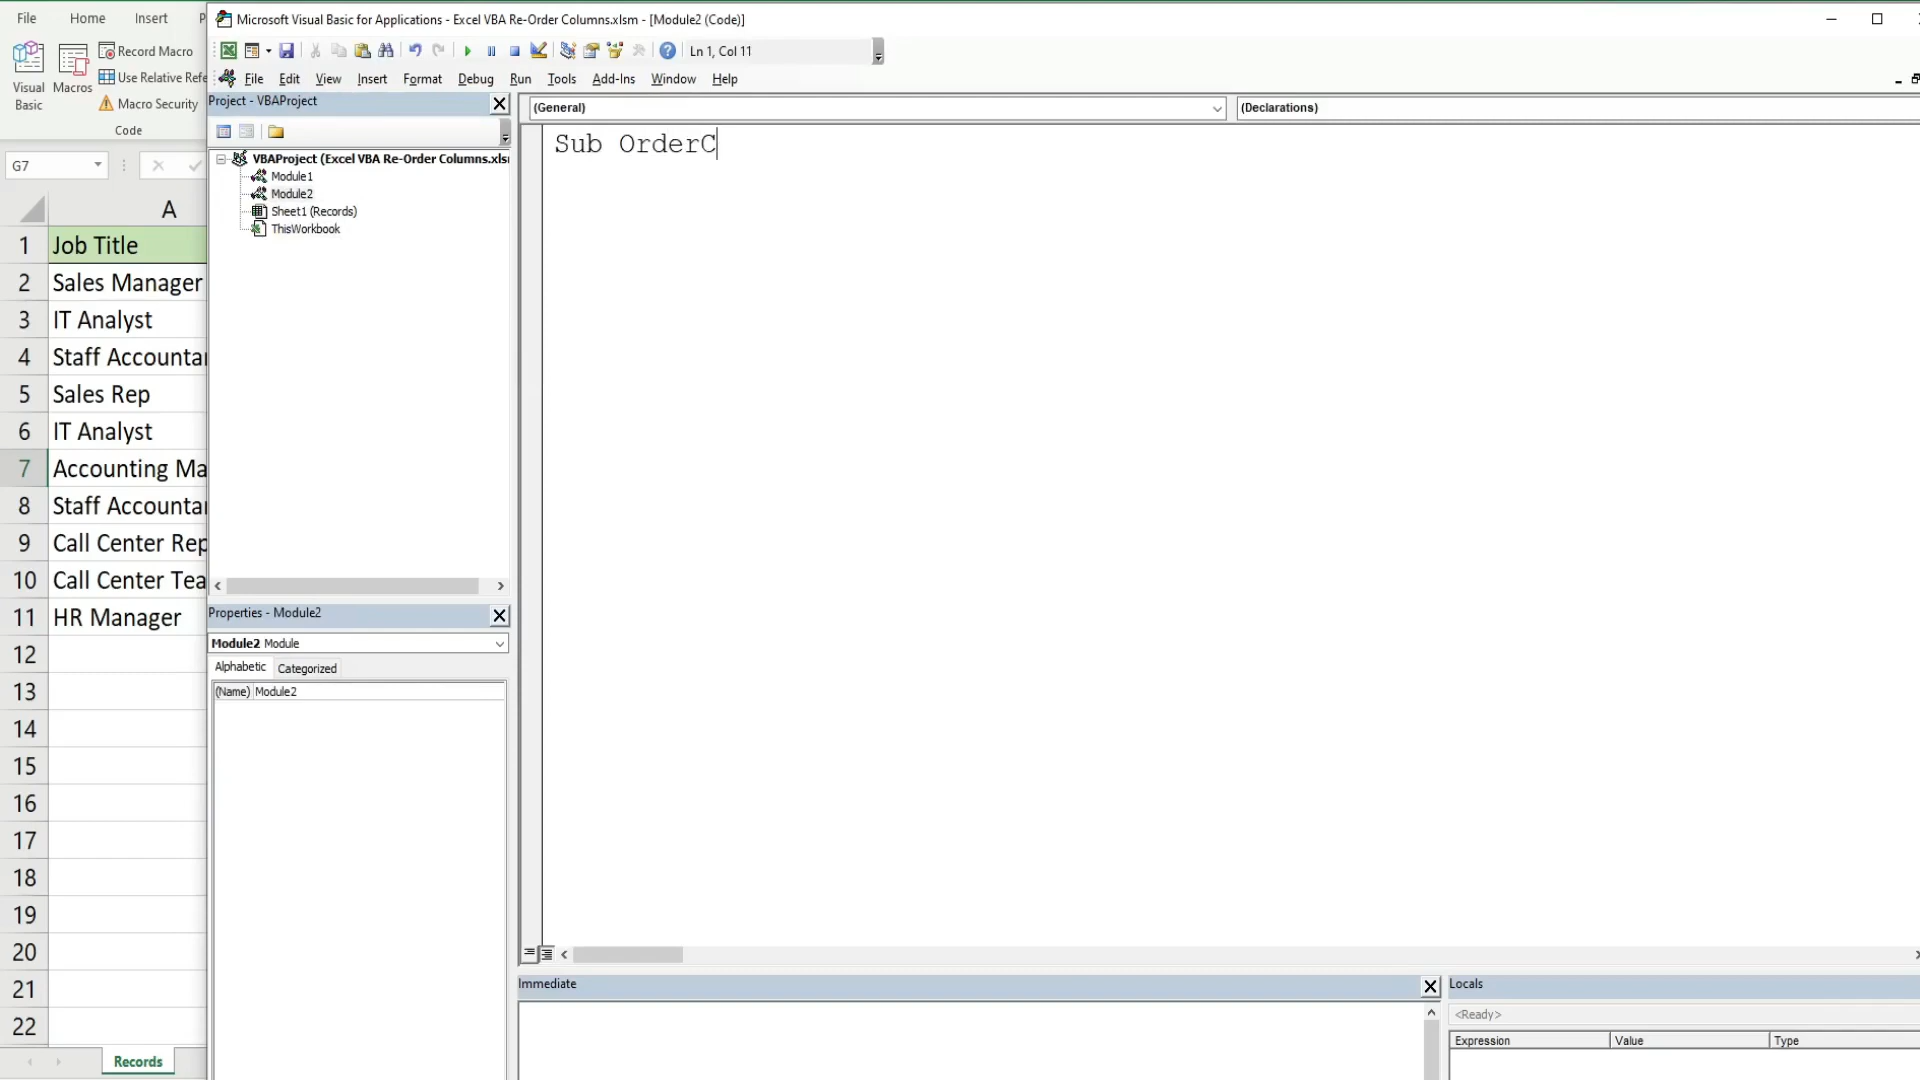 Microsoft Visual Basic for Applications - Excel VBA Re-Order Columns.xlsm - [Module2 (Code)]
File Home Insert
Record Macro
Use Relative Refe
Macro Security
Visual Basic
Macros
Code
Ln 1, Col 11
File Edit View Insert Format Debug Run Tools Add-Ins Window Help
Project - VBAProject
(General)
(Declarations)
Sub OrderC
VBAProject (Excel VBA Re-Order Columns.xls
Module1
Module2
Sheet1 (Records)
ThisWorkbook
G7
A
1 Job Title
2 Sales Manager
3 IT Analyst
4 Staff Accounta
5 Sales Rep
6 IT Analyst
7 Accounting Ma
8 Staff Accounta
9 Call Center Rep
10 Call Center Tea
11 HR Manager
12
13
14
15
16
17
18
19
20
21
22
Records
Properties - Module2
Module2 Module
Alphabetic Categorized
(Name) Module2
Immediate
Locals
<Ready>
Expression Value Type